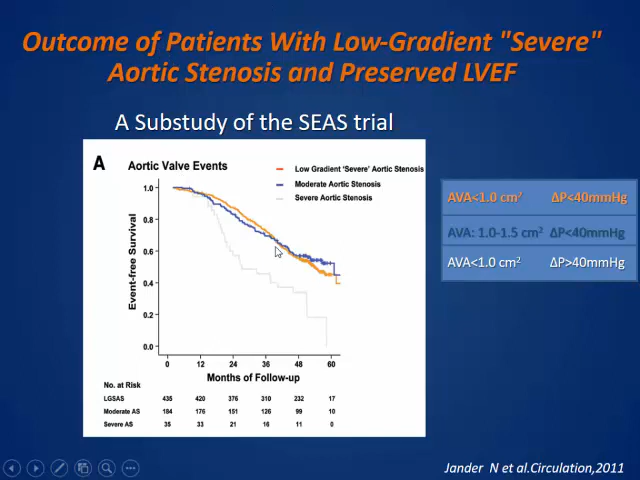 Outcome of Patients With Low-Gradient "Severe"
Aortic Stenosis and Preserved LVEF
A Substudy of the SEAS trial
A Aortic Valve Events
Low Gradient 'Severe' Aortic Stenosis
Moderate Aortic Stenosis
Severe Aortic Stenosis
Event-free Survival
1.0
0.8
0.6
0.4
0.2
0.0
0 12 24 36 48 60
Months of Follow-up
No. at Risk
LGSAS 435 420 376 310 232 17
Moderate AS 184 176 151 126 99 10
Severe AS 35 33 21 16 11 0
AVA<1.0 cm² ΔP<40mmHg
AVA: 1.0-1.5 cm² ΔP<40mmHg
AVA<1.0 cm² ΔP>40mmHg
Jander N et al.Circulation,2011